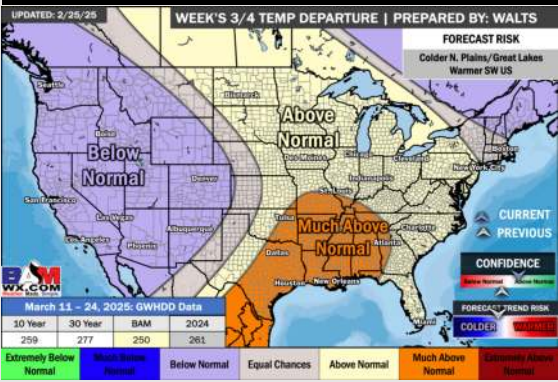 UPDATED: 2/25/25
WEEK'S 3/4 TEMP DEPARTURE | PREPARED BY: WALTS
FORECAST RISK
Colder N. Plains/Great Lakes
Warmer SW US
Seattle
Bismarck
Above
Normal
Boise
Below
Normal
Des Moines
Chicago
Cleveland
Boston
New York City
Denver
Indianapolis
San Francisco
St. Louis
Las Vegas
Tulsa
Much Above
Normal
Charlotte
Albuquerque
Los Angeles
Phoenix
Dallas
Atlanta
Houston
New Orleans
Miami
CURRENT
PREVIOUS
CONFIDENCE
Below Normal
Above Normal
FORECAST TREND RISK
COLDER
WARMER
BAM
WX.COM
March 11 – 24, 2025: GWHDD Data
10 Year 30 Year BAM 2024
259 277 250 261
Extremely Below Normal
Much Below Normal
Below Normal
Equal Chances
Above Normal
Much Above Normal
Extremely Above Normal